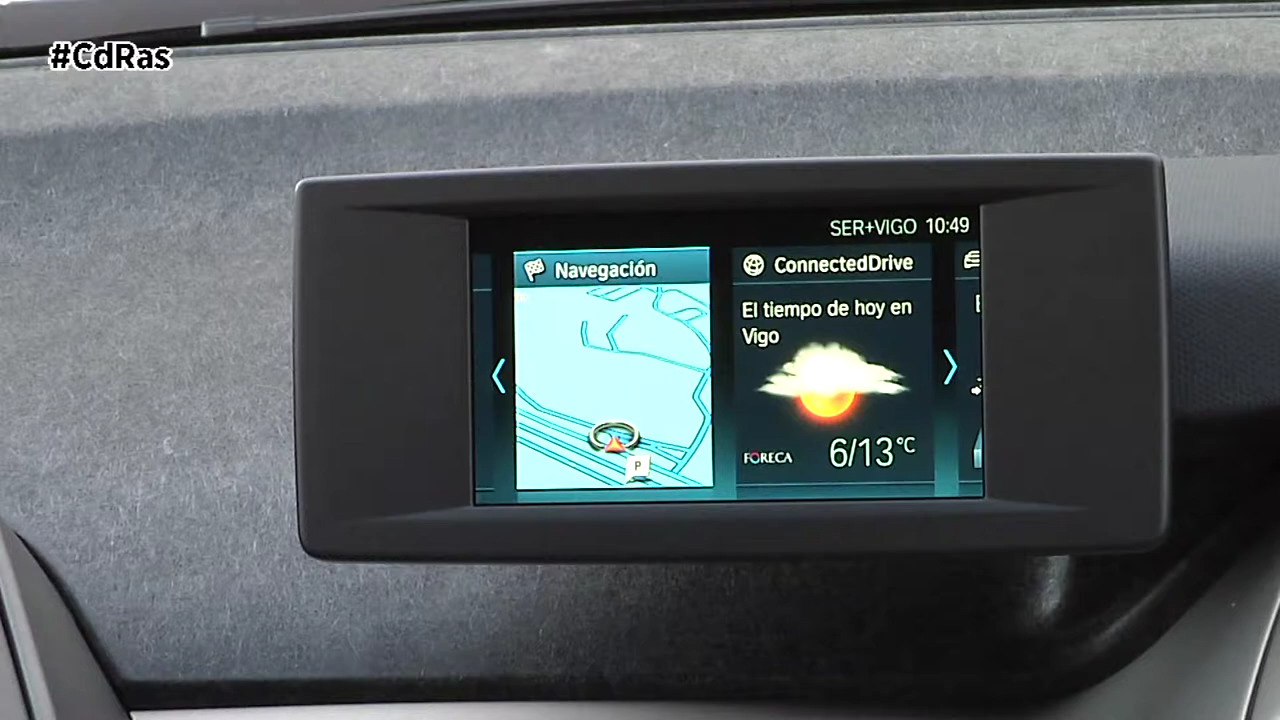 #CdRas
SER+VIGO 10:49
Navegación
ConnectedDrive
El tiempo de hoy en
Vigo
P
FORECA
6/13°C